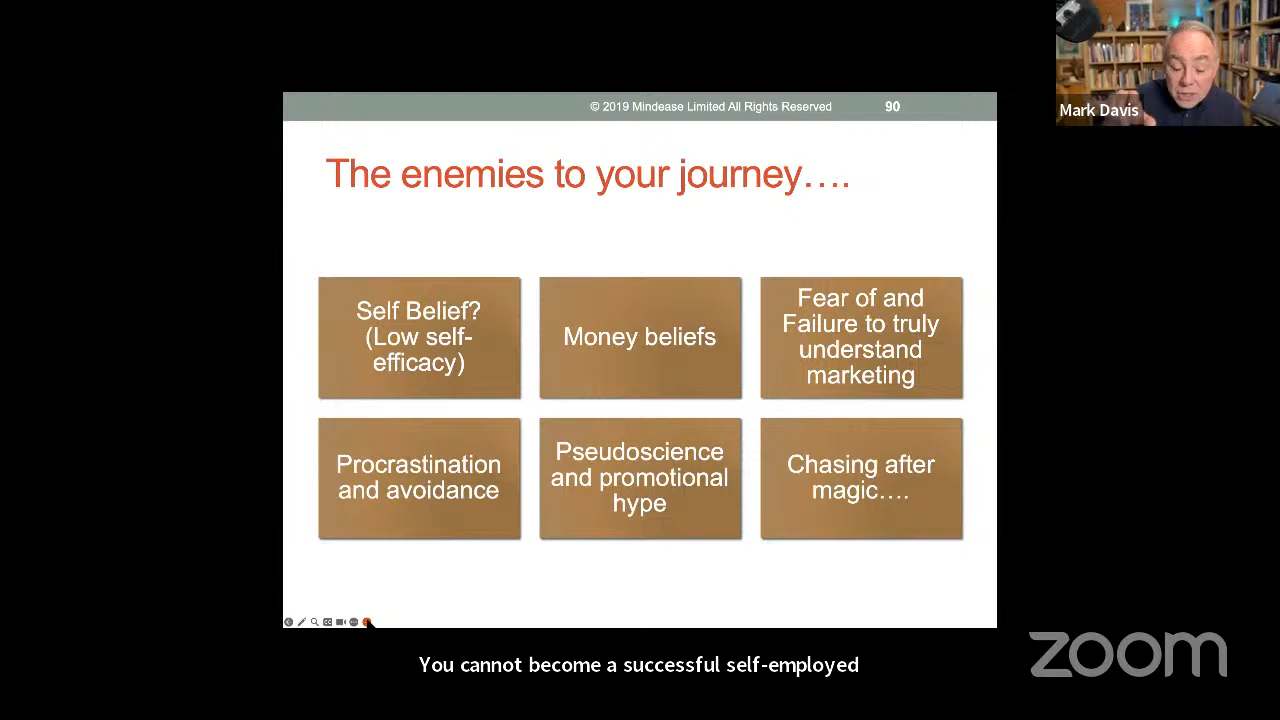 © 2019 Mindease Limited All Rights Reserved 90
Mark Davis
The enemies to your journey….
Self Belief?
(Low self-
efficacy)
Money beliefs
Fear of and
Failure to truly
understand
marketing
Procrastination
and avoidance
Pseudoscience
and promotional
hype
Chasing after
magic….
You cannot become a successful self-employed
zoom